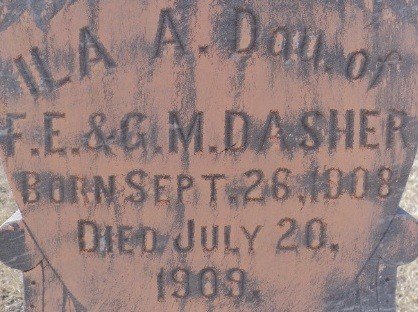 ILA A. Dau. of
F.E. & G.M. DASHER
BORN SEPT. 26, 1908
DIED JULY 20,
1909.